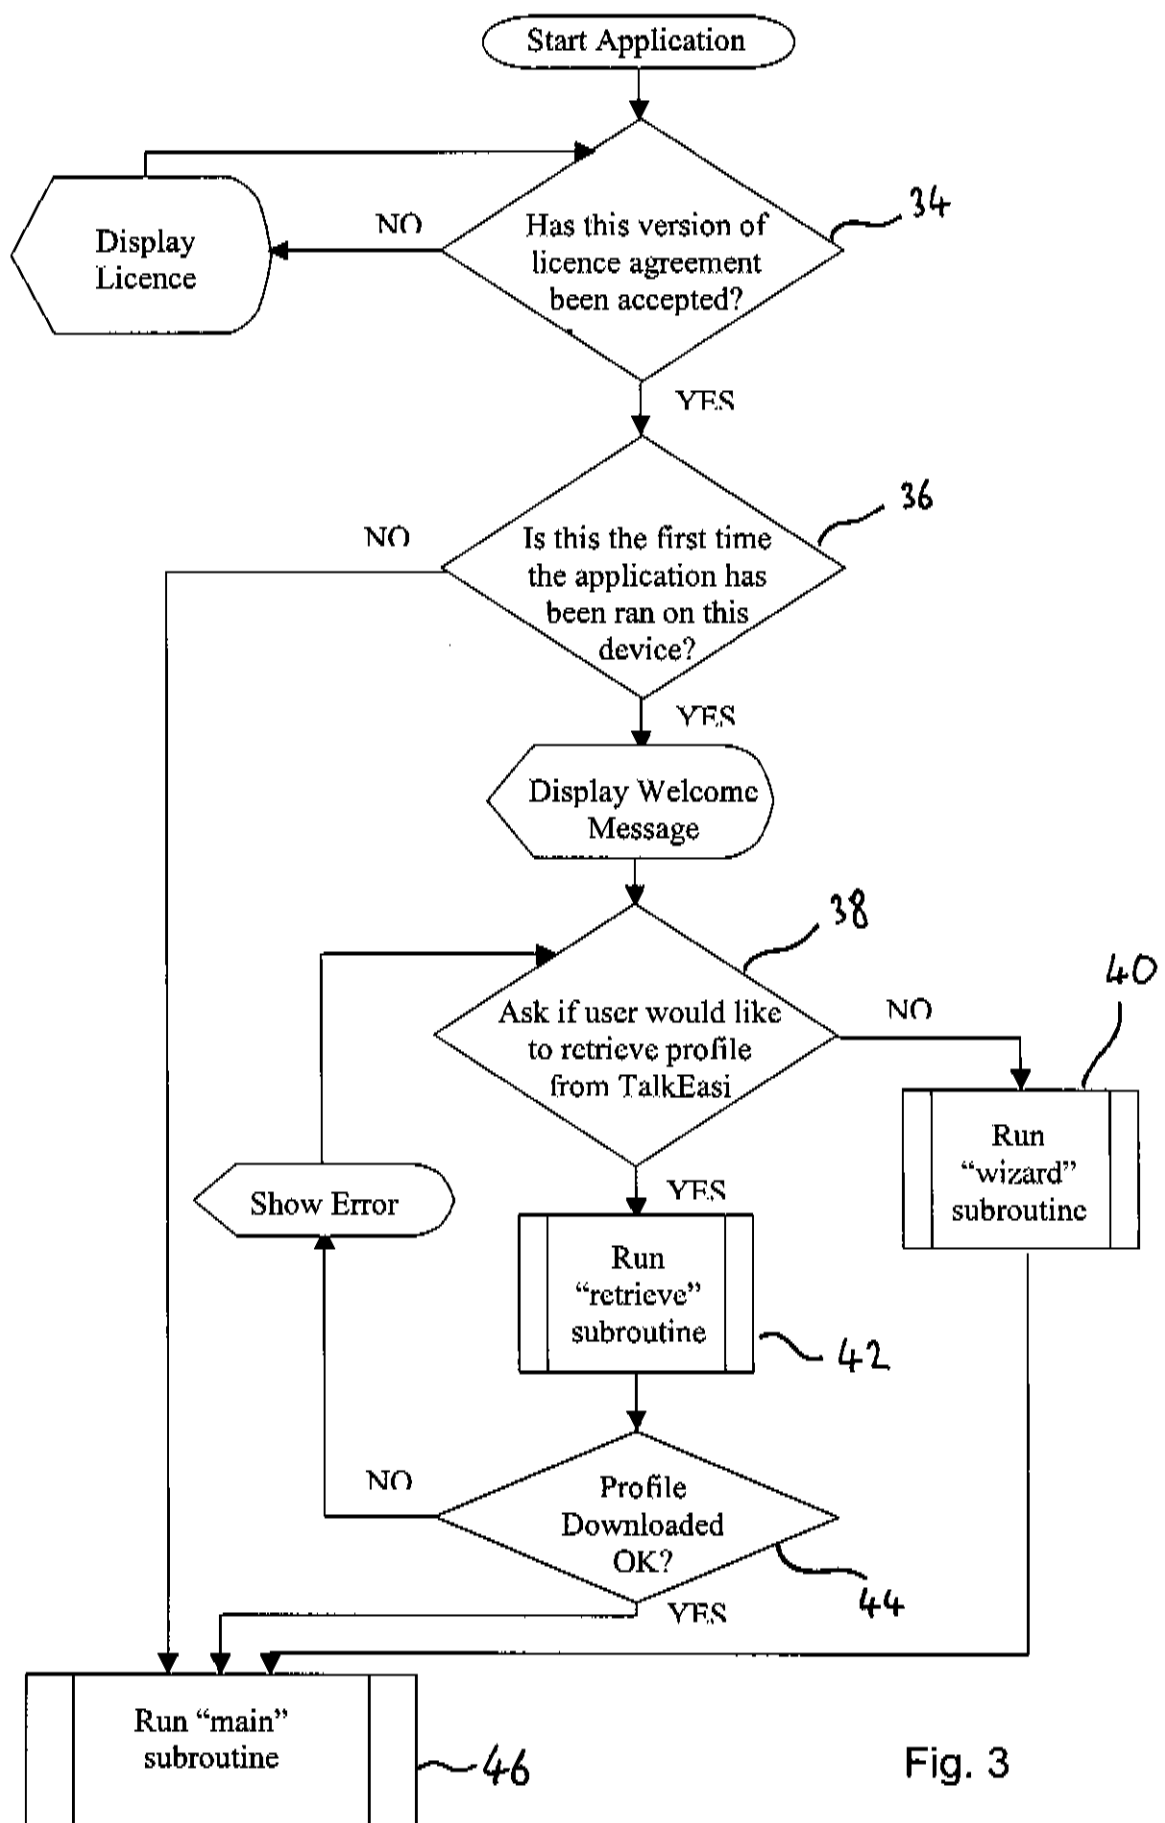 Start Application
Has this version of
licence agreement
been accepted?
34
NO
Display
Licence
YES
Is this the first time
the application has
been ran on this
device?
36
NO
YES
Display Welcome
Message
Ask if user would like
to retrieve profile
from TalkEasi
38
NO
40
Run
“wizard”
subroutine
YES
Show Error
Run
“retrieve”
subroutine
42
NO
Profile
Downloaded
OK?
44
YES
Run “main”
subroutine
46
Fig. 3